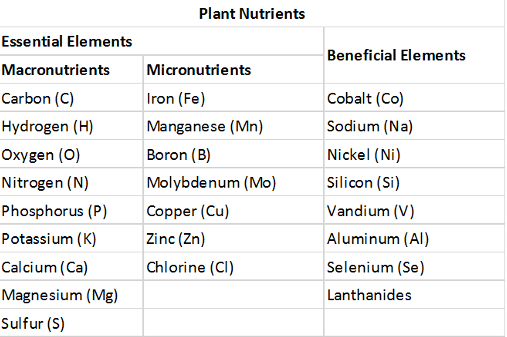 Plant Nutrients
Essential Elements
Beneficial Elements
Macronutrients Micronutrients
Carbon (C) Iron (Fe) Cobalt (Co)
Hydrogen (H) Manganese (Mn) Sodium (Na)
Oxygen (O) Boron (B) Nickel (Ni)
Nitrogen (N) Molybdenum (Mo) Silicon (Si)
Phosphorus (P) Copper (Cu) Vandium (V)
Potassium (K) Zinc (Zn) Aluminum (Al)
Calcium (Ca) Chlorine (Cl) Selenium (Se)
Magnesium (Mg) Lanthanides
Sulfur (S)